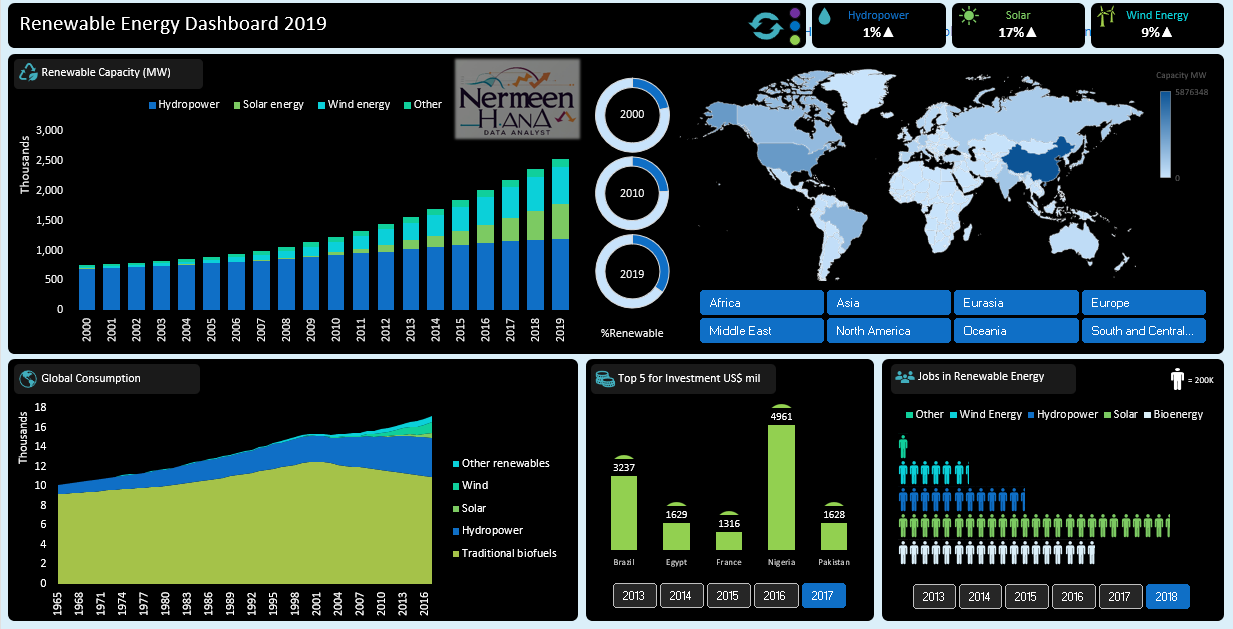 Renewable Energy Dashboard 2019
Hydropower
1%▲
Solar
17%▲
Wind Energy
9%▲
Renewable Capacity (MW)
Hydropower Solar energy Wind energy Other
Nermeen
HanA
DATA ANALYST
Thousands
3,000
2,500
2,000
1,500
1,000
500
0
2000 2001 2002 2003 2004 2005 2006 2007 2008 2009 2010 2011 2012 2013 2014 2015 2016 2017 2018 2019
2000
2010
2019
%Renewable
Capacity MW
5876348
0
Africa Asia Eurasia Europe
Middle East North America Oceania South and Central...
Global Consumption
Thousands
18
16
14
12
10
8
6
4
2
0
1965 1968 1971 1974 1977 1980 1983 1986 1989 1992 1995 1998 2001 2004 2007 2010 2013 2016
Other renewables
Wind
Solar
Hydropower
Traditional biofuels
Top 5 for Investment US$ mil
3237 1629 1316 4961 1628
Brazil Egypt France Nigeria Pakistan
2013 2014 2015 2016 2017
Jobs in Renewable Energy
= 200K
Other Wind Energy Hydropower Solar Bioenergy
2013 2014 2015 2016 2017 2018